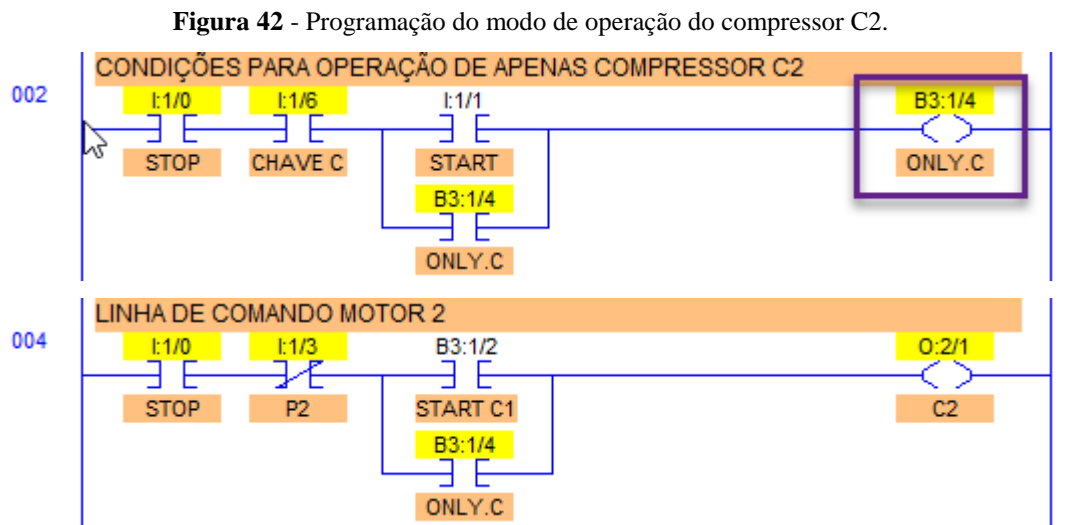 Figura 42 - Programação do modo de operação do compressor C2.
CONDIÇÕES PARA OPERAÇÃO DE APENAS COMPRESSOR C2
002
I:1/0 I:1/6 I:1/1 B3:1/4
STOP CHAVE C START ONLY.C
B3:1/4
ONLY.C
LINHA DE COMANDO MOTOR 2
004
I:1/0 I:1/3 B3:1/2 O:2/1
STOP P2 START C1 C2
B3:1/4
ONLY.C